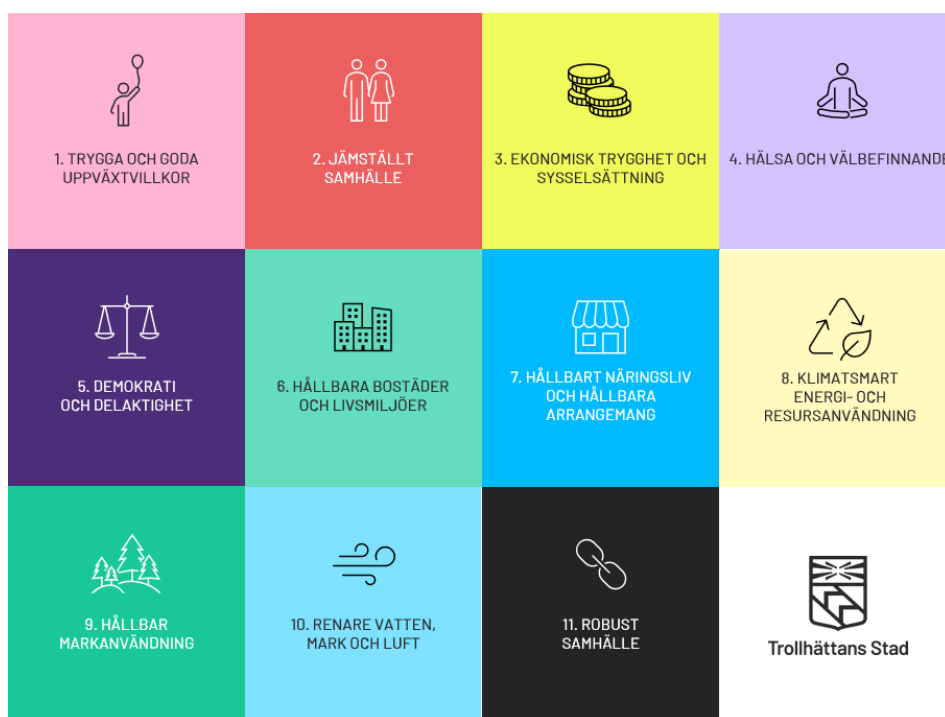 1. TRYGGA OCH GODA
UPPVÄXTVILLKOR
2. JÄMSTÄLLT
SAMHÄLLE
3. EKONOMISK TRYGGHET OCH
SYSSELSÄTTNING
4. HÄLSA OCH VÄLBEFINNANDE
5. DEMOKRATI
OCH DELAKTIGHET
6. HÅLLBARA BOSTÄDER
OCH LIVSMILJÖER
7. HÅLLBART NÄRINGSLIV
OCH HÅLLBARA
ARRANGEMANG
8. KLIMATSMART
ENERGI- OCH
RESURSANVÄNDNING
9. HÅLLBAR
MARKANVÄNDNING
10. RENARE VATTEN,
MARK OCH LUFT
11. ROBUST
SAMHÄLLE
Trollhättans Stad